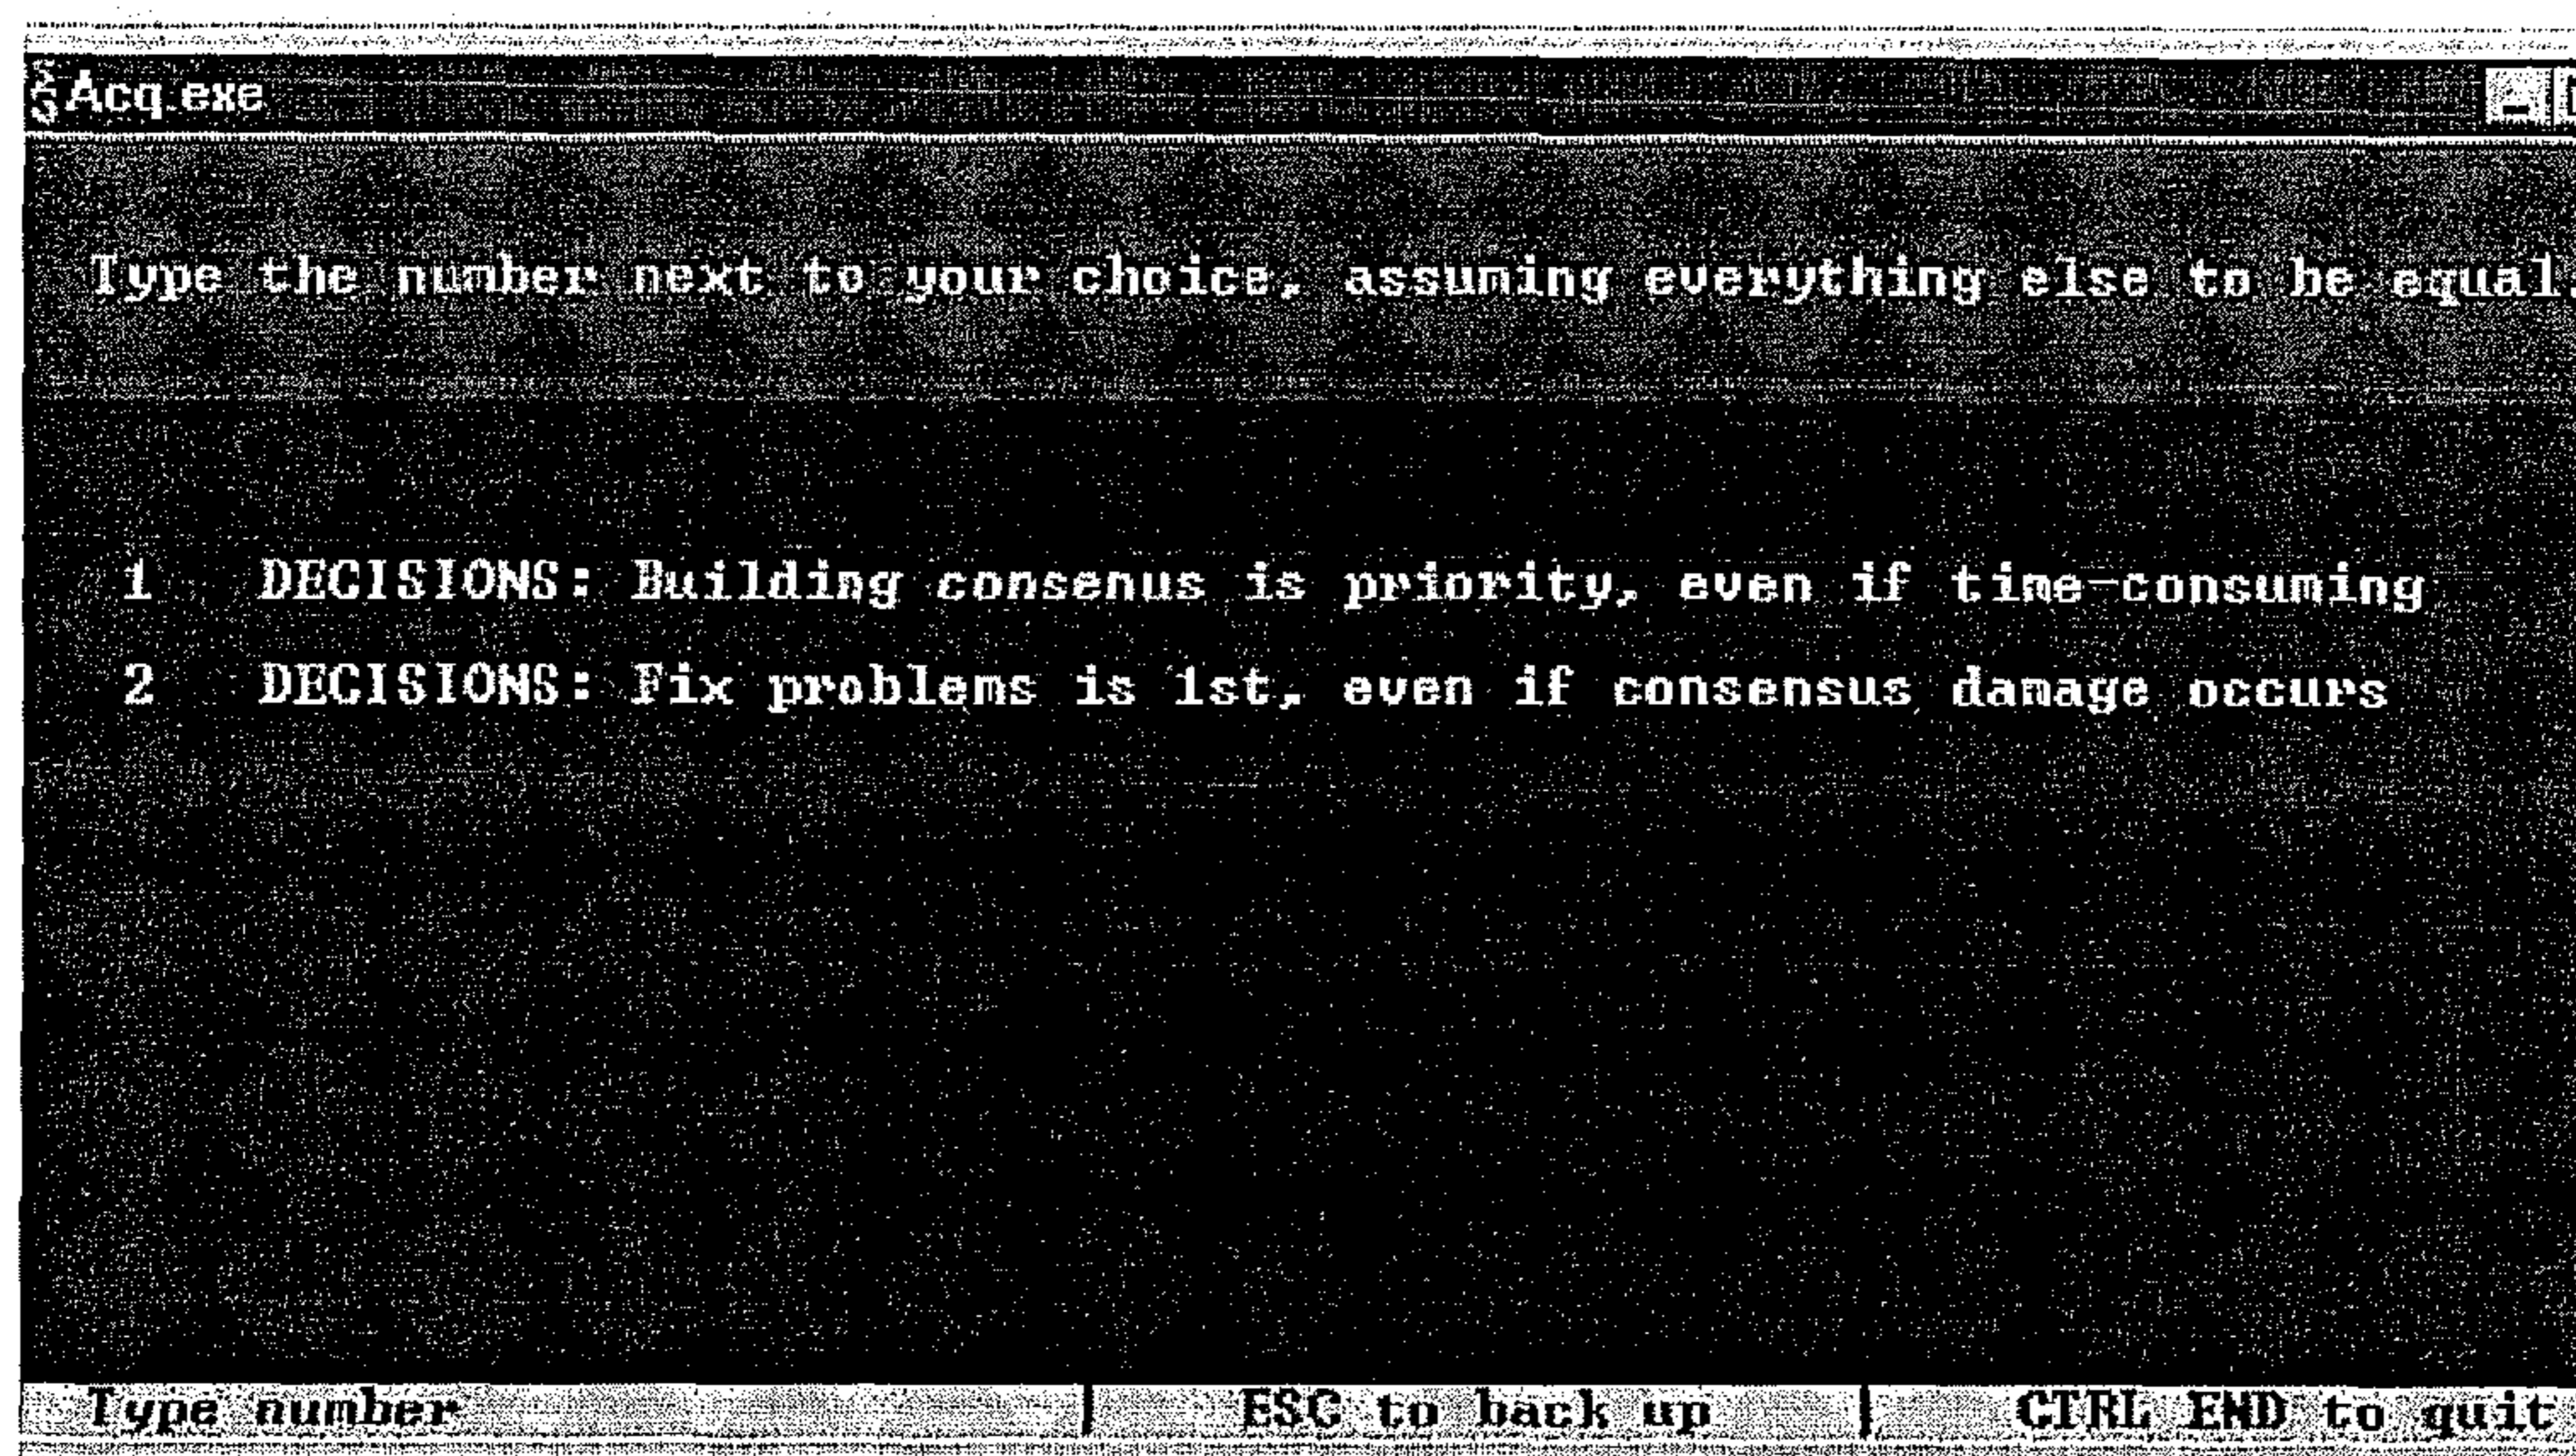 Acq.exe
Type the number next to your choice, assuming everything else to be equal.
1 DECISIONS: Building consenus is priority, even if time-consuming
2 DECISIONS: Fix problems is 1st, even if consensus damage occurs
Type number | ESC to back up | CTRL END to quit